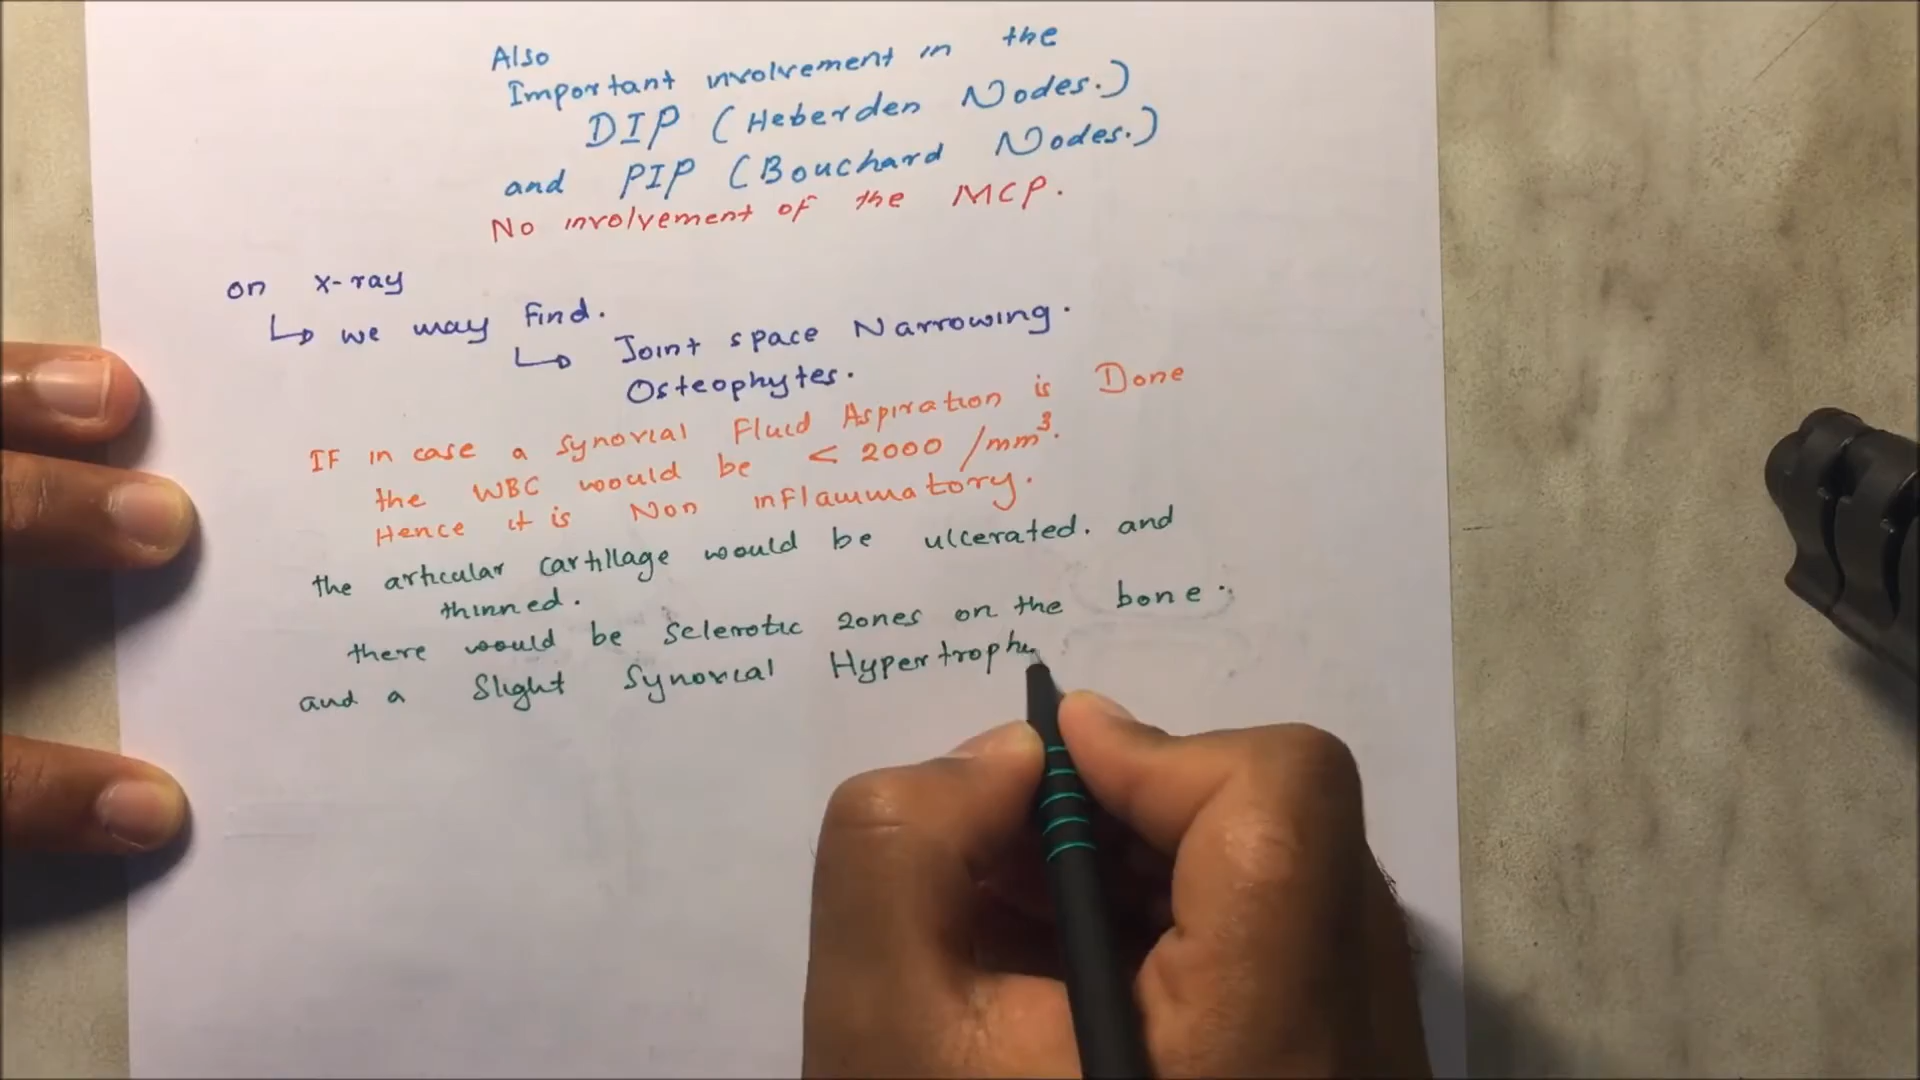 Also
Important involvement in the
DIP (Heberden Nodes.)
and PIP (Bouchard Nodes.)
No involvement of the MCP.
on x-ray
↳ we may find.
↳ Joint space Narrowing.
Osteophytes.
IF in case a synovial Fluid Aspiration is Done
the WBC would be < 2000 /mm³.
Hence it is Non inflammatory.
the articular cartillage would be ulcerated. and
thinned.
there would be Sclerotic zones on the bone.
and a Slight Synovial Hypertrophy